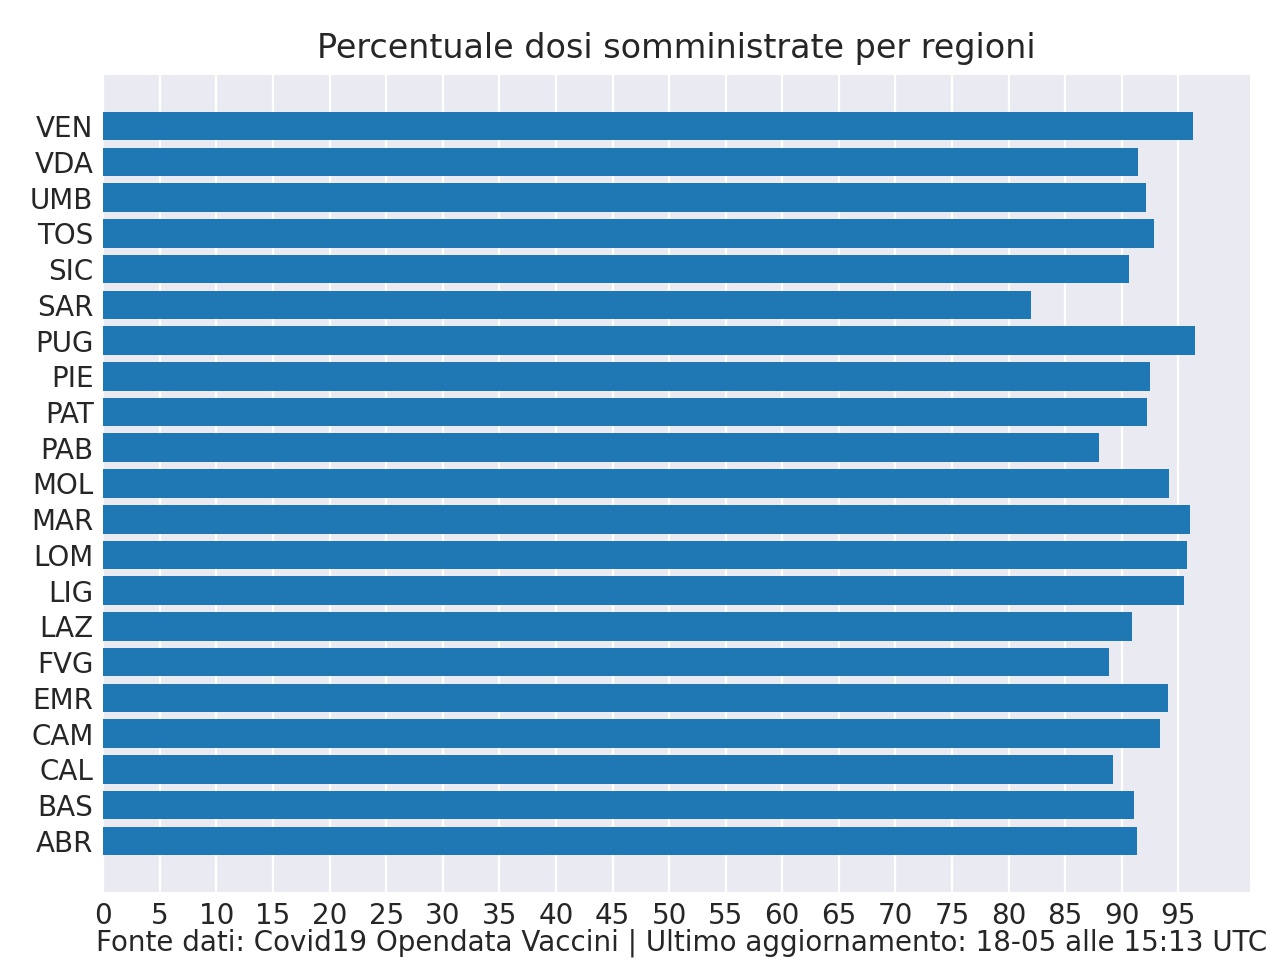 Percentuale dosi somministrate per regioni
VEN
VDA
UMB
TOS
SIC
SAR
PUG
PIE
PAT
PAB
MOL
MAR
LOM
LIG
LAZ
FVG
EMR
CAM
CAL
BAS
ABR
0 5 10 15 20 25 30 35 40 45 50 55 60 65 70 75 80 85 90 95
Fonte dati: Covid19 Opendata Vaccini | Ultimo aggiornamento: 18-05 alle 15:13 UTC